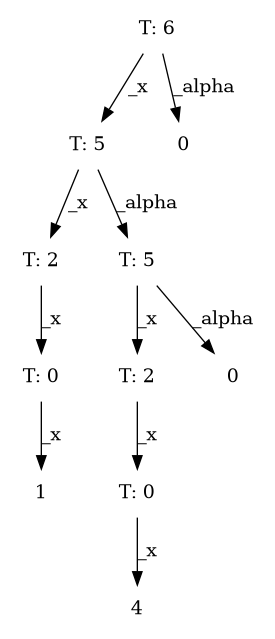 T: 6
_x
_alpha
T: 5
0
_x
_alpha
T: 2
T: 5
_x
_x
_alpha
T: 0
T: 2
0
_x
_x
1
T: 0
_x
4